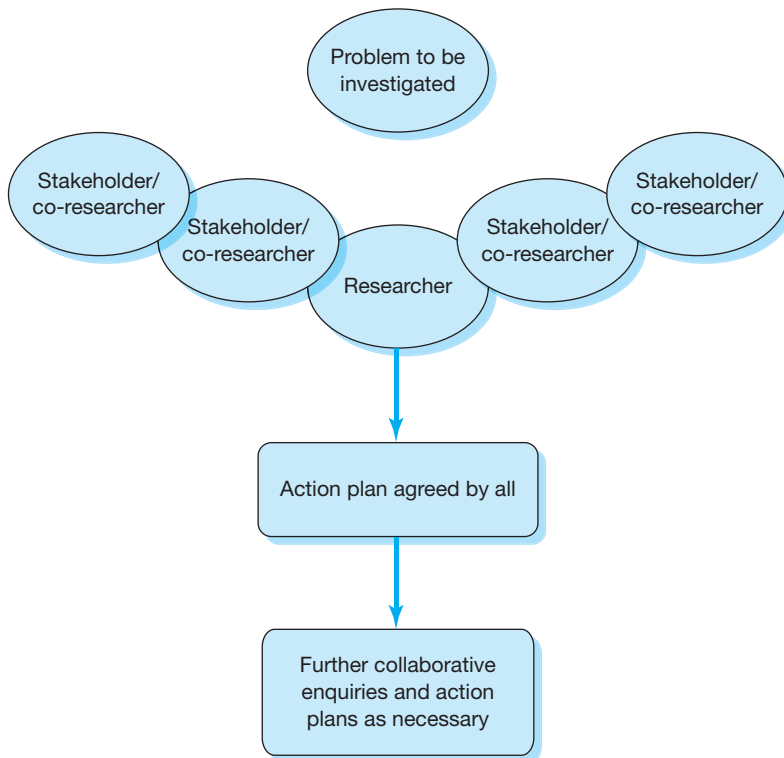 Problem to be
investigated
Stakeholder/
co-researcher
Stakeholder/
co-researcher
Researcher
Stakeholder/
co-researcher
Stakeholder/
co-researcher
Action plan agreed by all
Further collaborative
enquiries and action
plans as necessary